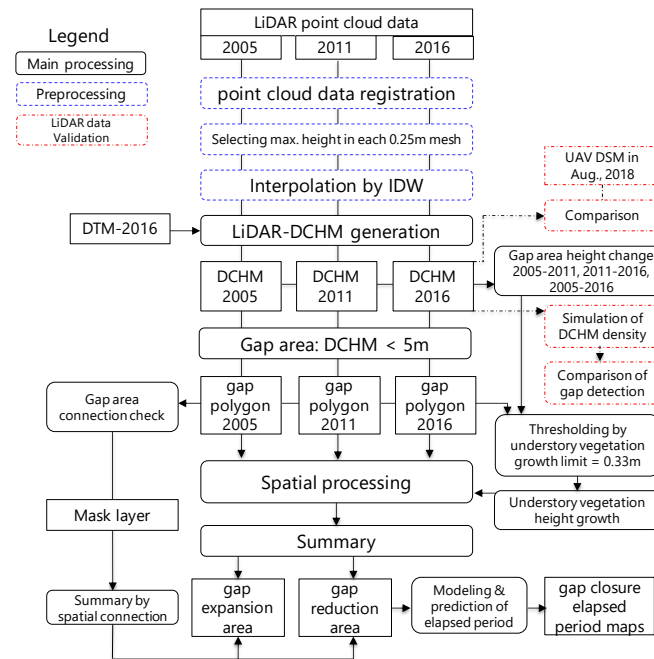 LiDAR point cloud data
2005
2011
2016
Legend
Main processing
Preprocessing
LiDAR data
Validation
point cloud data registration
Selecting max. height in each 0.25m mesh
Interpolation by IDW
UAV DSM in
Aug., 2018
Comparison
DTM-2016
LiDAR-DCHM generation
DCHM
2005
DCHM
2011
DCHM
2016
Gap area height change
2005-2011, 2011-2016,
2005-2016
Simulation of
DCHM density
Gap area: DCHM < 5m
Comparison of
gap detection
Gap area
connection check
gap
polygon
2005
gap
polygon
2011
gap
polygon
2016
Thresholding by
understory vegetation
growth limit = 0.33m
Spatial processing
Understory vegetation
height growth
Mask layer
Summary
Summary by
spatial connection
gap
expansion
area
gap
reduction
area
Modeling &
prediction of
elapsed period
gap closure
elapsed
period maps